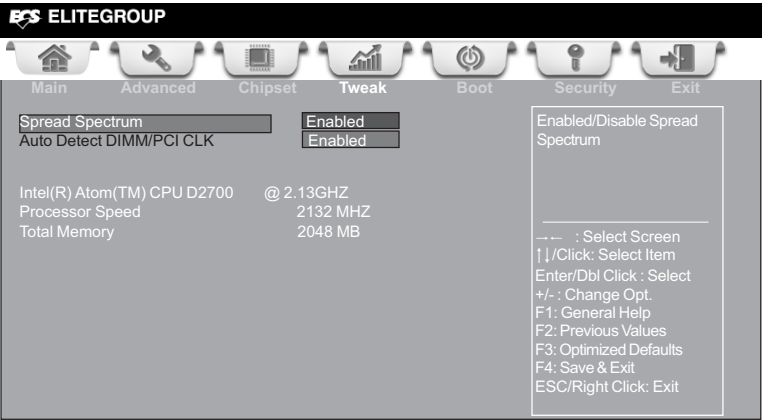 ECS ELITEGROUP
Main Advanced Chipset Tweak Boot Security Exit
Spread Spectrum Enabled
Auto Detect DIMM/PCI CLK Enabled
Intel(R) Atom(TM) CPU D2700 @ 2.13GHZ
Processor Speed 2132 MHZ
Total Memory 2048 MB
Enabled/Disable Spread
Spectrum
→← : Select Screen
↑↓/Click: Select Item
Enter/Dbl Click : Select
+/- : Change Opt.
F1: General Help
F2: Previous Values
F3: Optimized Defaults
F4: Save & Exit
ESC/Right Click: Exit